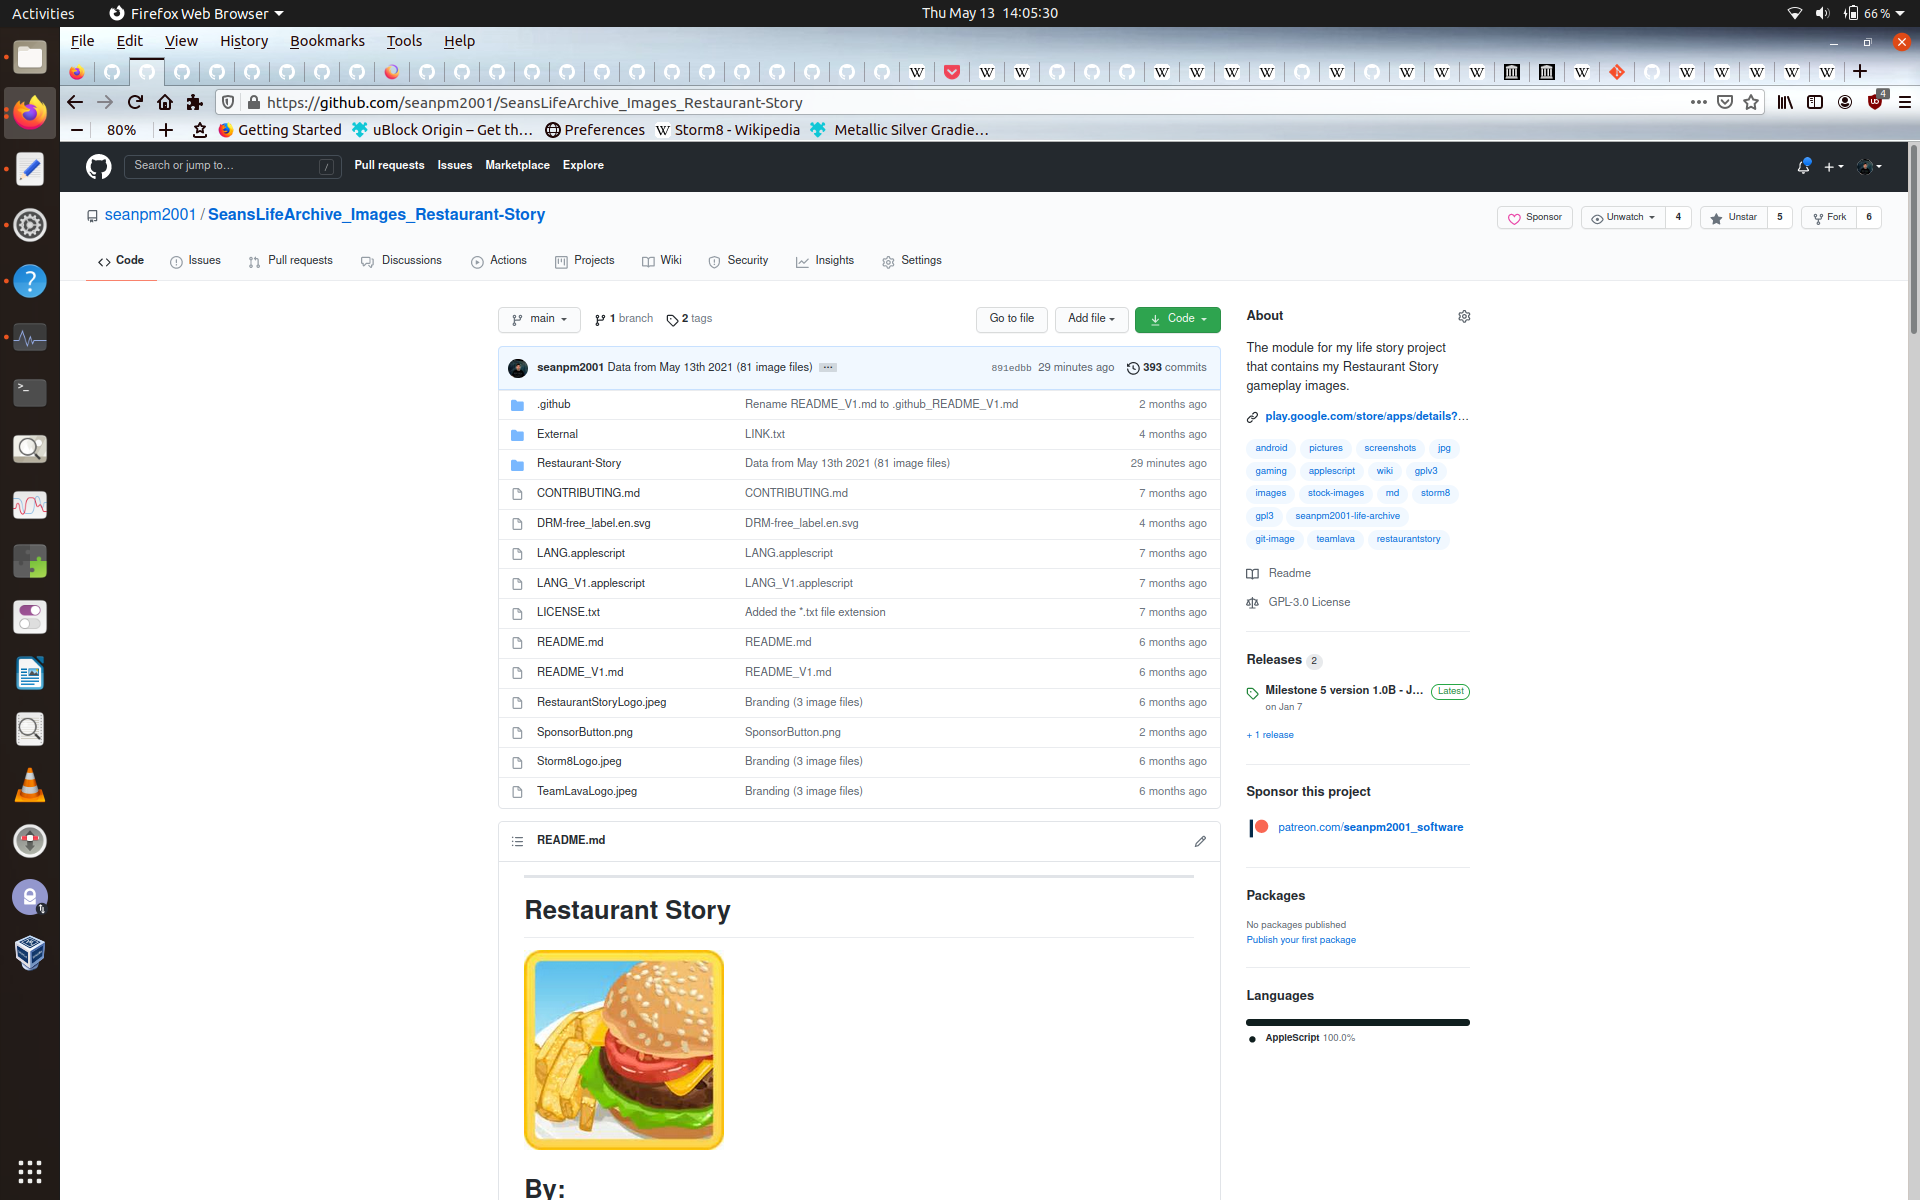 Activities Firefox Web Browser Thu May 13 14:05:30 66%
File Edit View History Bookmarks Tools Help
https://github.com/seanpm2001/SeansLifeArchive_Images_Restaurant-Story 4
80% Getting Started uBlock Origin – Get th… Preferences Storm8 - Wikipedia Metallic Silver Gradie…
Search or jump to… / Pull requests Issues Marketplace Explore
seanpm2001 / SeansLifeArchive_Images_Restaurant-Story Sponsor Unwatch 4 Unstar 5 Fork 6
Code Issues Pull requests Discussions Actions Projects Wiki Security Insights Settings
main 1 branch 2 tags Go to file Add file Code
seanpm2001 Data from May 13th 2021 (81 image files) … 891edbb 29 minutes ago 393 commits
.github Rename README_V1.md to .github_README_V1.md 2 months ago
External LINK.txt 4 months ago
Restaurant-Story Data from May 13th 2021 (81 image files) 29 minutes ago
CONTRIBUTING.md CONTRIBUTING.md 7 months ago
DRM-free_label.en.svg DRM-free_label.en.svg 4 months ago
LANG.applescript LANG.applescript 7 months ago
LANG_V1.applescript LANG_V1.applescript 7 months ago
LICENSE.txt Added the *.txt file extension 7 months ago
README.md README.md 6 months ago
README_V1.md README_V1.md 6 months ago
RestaurantStoryLogo.jpeg Branding (3 image files) 6 months ago
SponsorButton.png SponsorButton.png 2 months ago
Storm8Logo.jpeg Branding (3 image files) 6 months ago
TeamLavaLogo.jpeg Branding (3 image files) 6 months ago
README.md
Restaurant Story
By:
About
The module for my life story project
that contains my Restaurant Story
gameplay images.
play.google.com/store/apps/details?…
android pictures screenshots jpg
gaming applescript wiki gplv3
images stock-images md storm8
gpl3 seanpm2001-life-archive
git-image teamlava restaurantstory
Readme
GPL-3.0 License
Releases 2
Milestone 5 version 1.0B - J… Latest
on Jan 7
+ 1 release
Sponsor this project
patreon.com/seanpm2001_software
Packages
No packages published
Publish your first package
Languages
AppleScript 100.0%